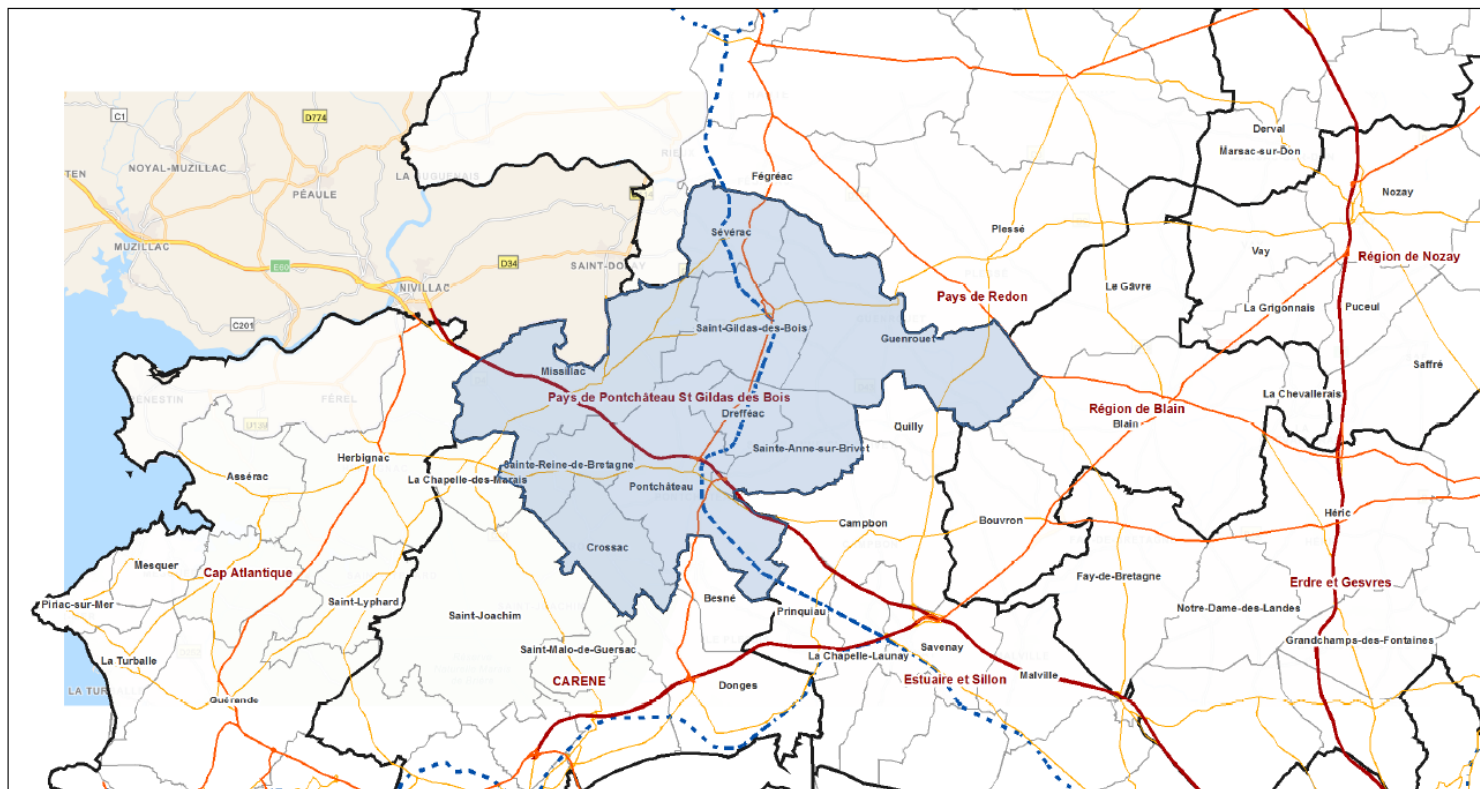 C1
D774
Derval
Marsac-sur-Don
NOYAL-MUZILLAC
TEN
PÉAULE
LA
Fégréac
Nozay
MUZILLAC
Sévérac
Plessé
Vay
Région de Nozay
E60
D34
SAINT-DOLAY
NIVILLAC
Le Gâvre
Pays de Redon
La Grigonnais
Puceul
C201
Saint-Gildas-des-Bois
Guenrouet
Missillac
Saffré
La Chevallerais
PÉNESTIN
FÉREL
Pays de Pontchâteau St Gildas des Bois
Drefféac
Région de Blain
Blain
Quilly
Sainte-Anne-sur-Brivet
Herbignac
Sainte-Reine-de-Bretagne
Assérac
La Chapelle-des-Marais
Pontchâteau
Campbon
Bouvron
Héric
Crossac
Mesquer
Cap Atlantique
Fay-de-Bretagne
Erdre et Gesvres
Piriac-sur-Mer
Saint-Lyphard
Besné
Prinquiau
Notre-Dame-des-Landes
Saint-Joachim
Grandchamps-des-Fontaines
Saint-Malo-de-Guersac
La Chapelle-Launay
Savenay
La Turballe
Malville
CARENE
Estuaire et Sillon
Donges
LA TURBALLE
Guérande